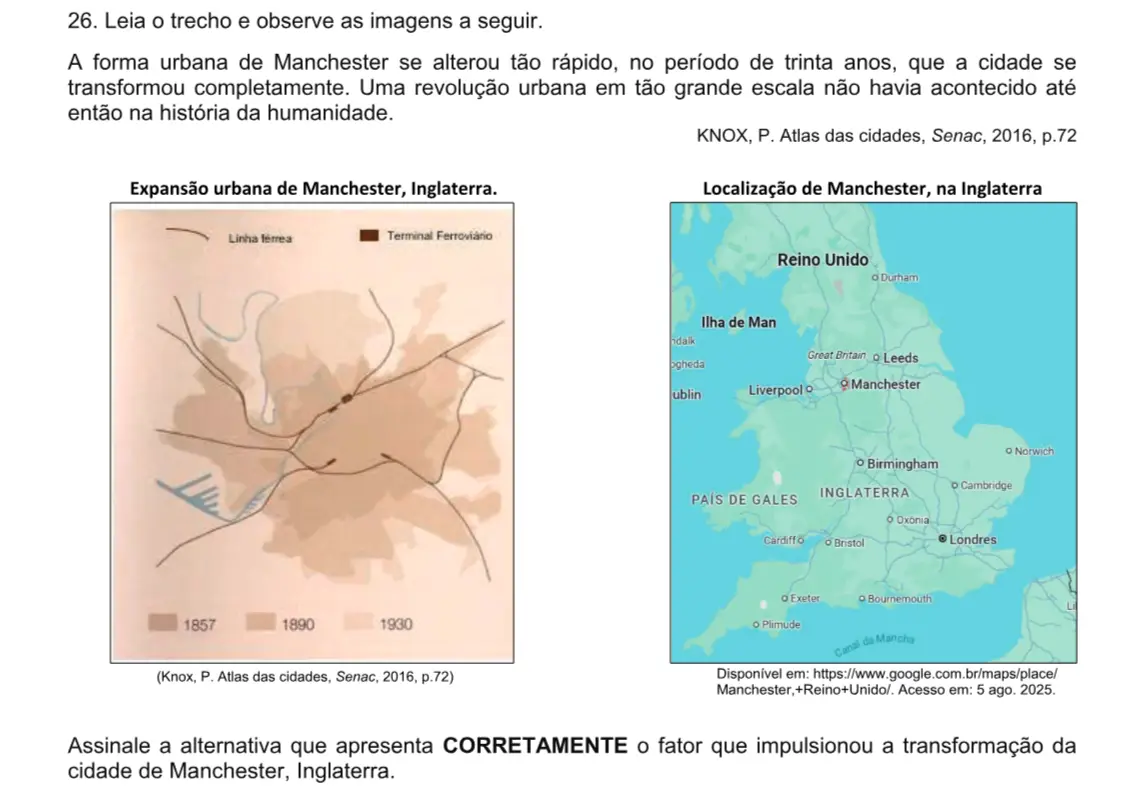 26. Leia o trecho e observe as imagens a seguir.
A forma urbana de Manchester se alterou tão rápido, no período de trinta anos, que a cidade se
transformou completamente. Uma revolução urbana em tão grande escala não havia acontecido até
então na história da humanidade.
KNOX, P. Atlas das cidades, Senac, 2016, p.72
Expansão urbana de Manchester, Inglaterra.
Linha férrea
Terminal Ferroviário
1857
1890
1930
(Knox, P. Atlas das cidades, Senac, 2016, p.72)
Localização de Manchester, na Inglaterra
Reino Unido
Durham
Ilha de Man
ndalk
Great Britain
Leeds
ogheda
Manchester
Liverpool
ublin
Norwich
Birmingham
Cambridge
PAÍS DE GALES
INGLATERRA
Oxônia
Cardiff
Bristol
Londres
Exeter
Bournemouth
Li
Plimude
Canal da Mancha
Disponível em: https://www.google.com.br/maps/place/
Manchester,+Reino+Unido/. Acesso em: 5 ago. 2025.
Assinale a alternativa que apresenta CORRETAMENTE o fator que impulsionou a transformação da
cidade de Manchester, Inglaterra.